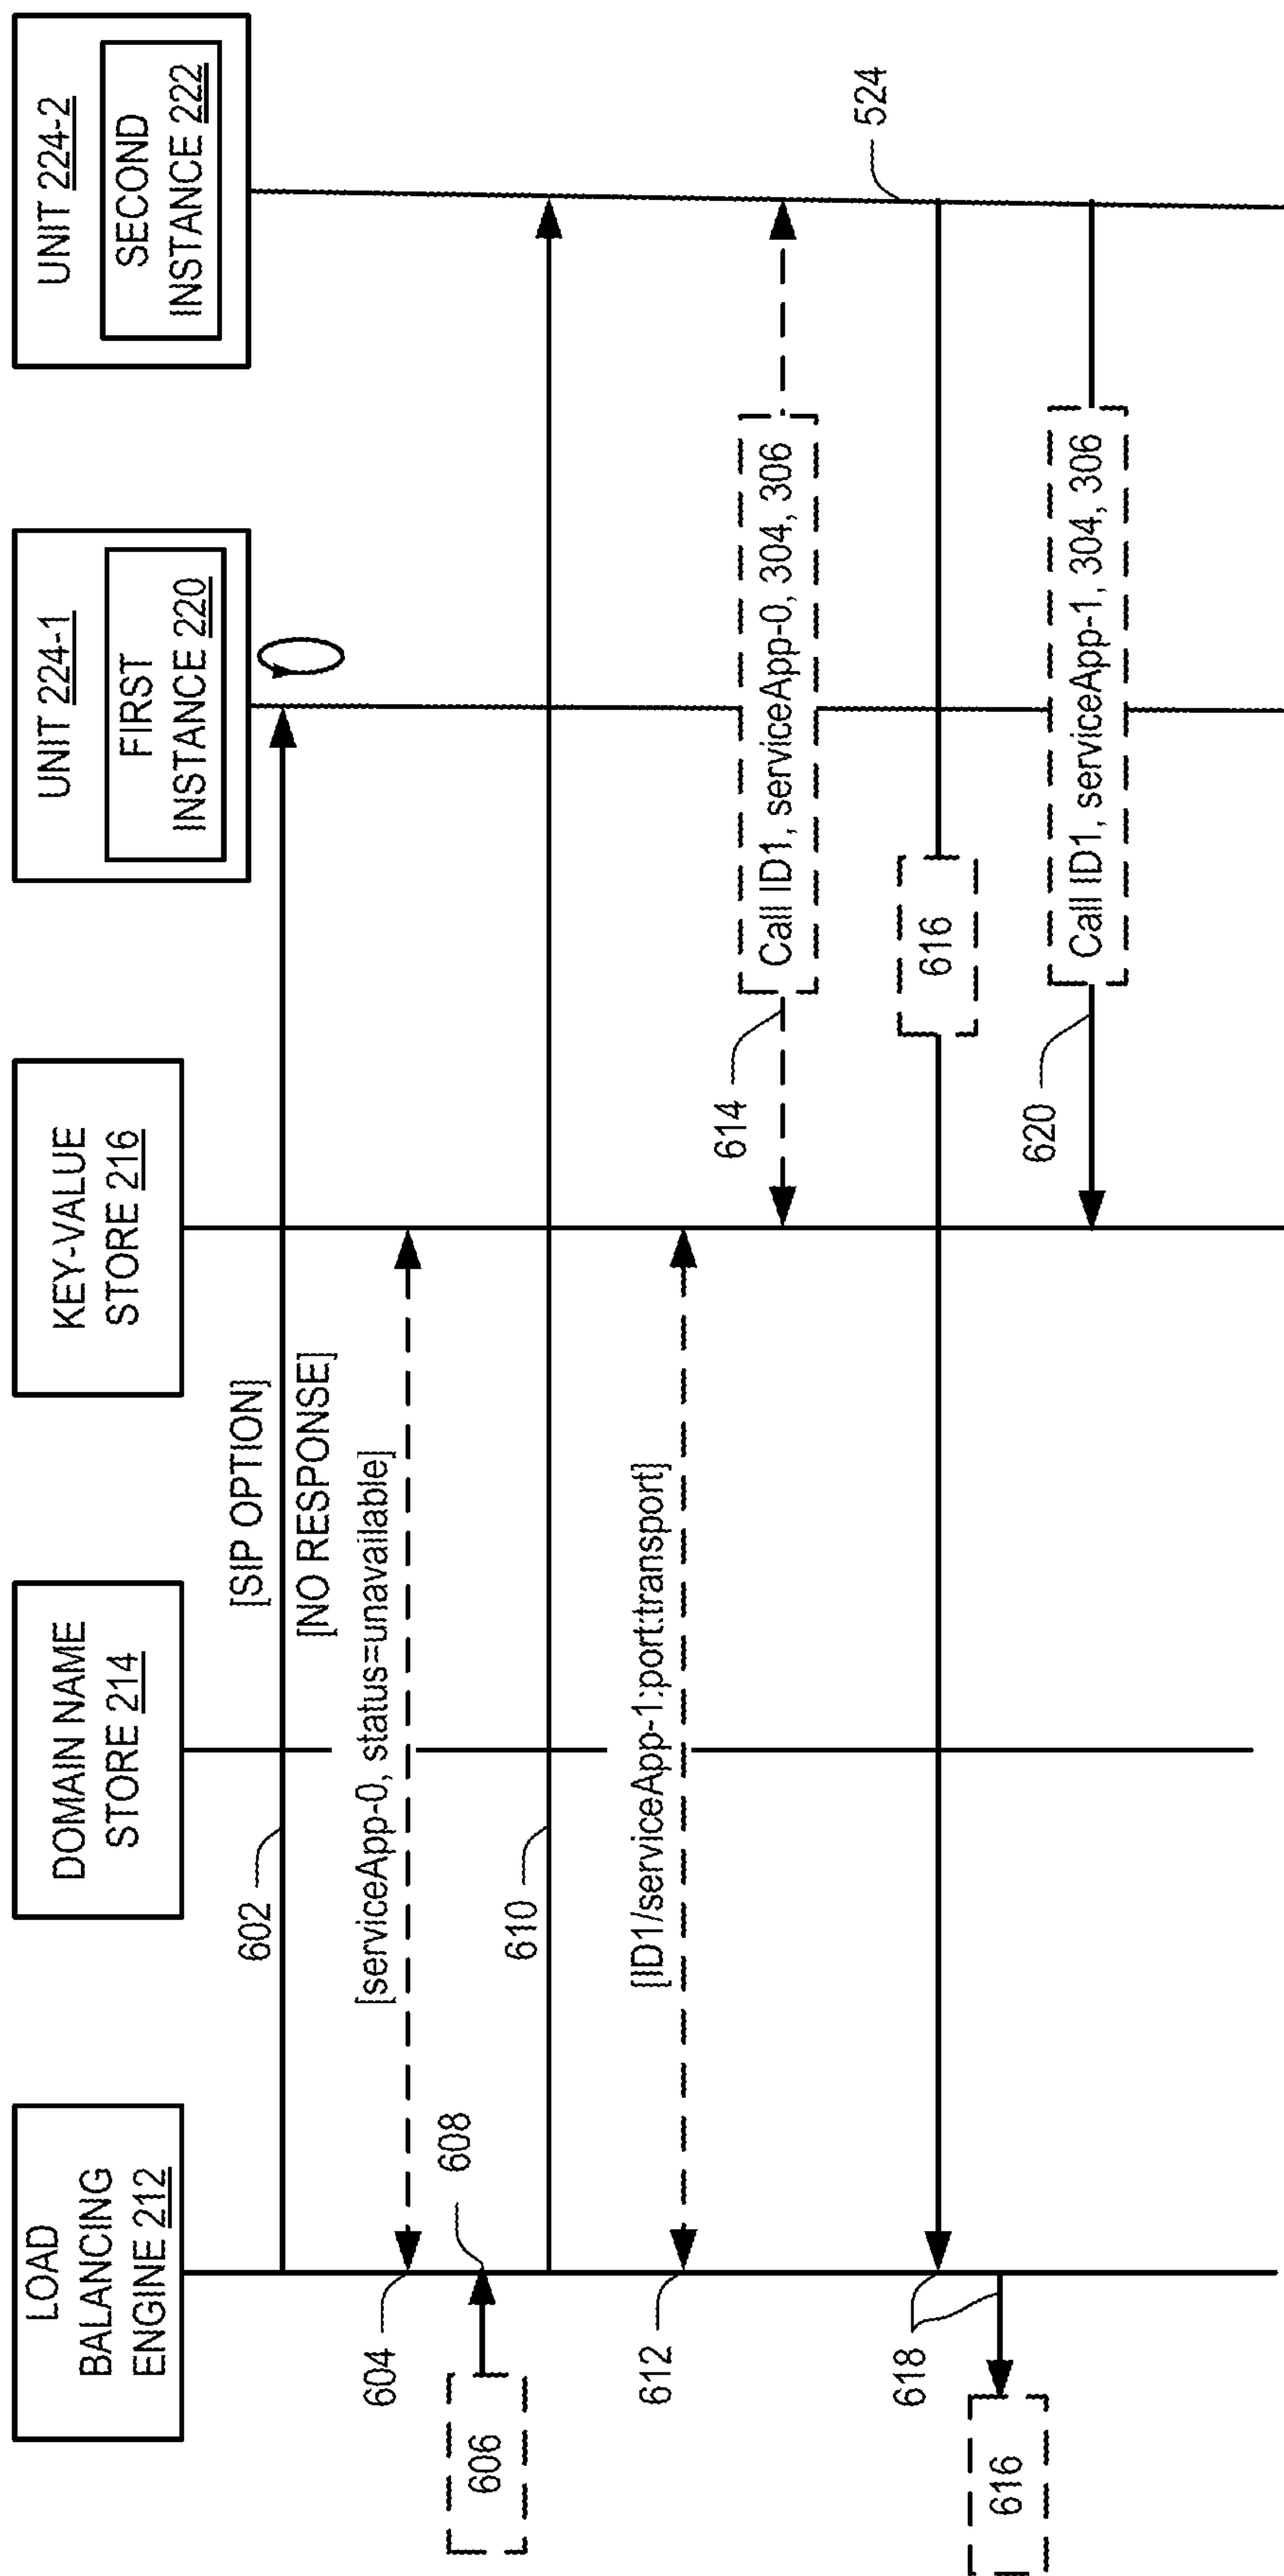 LOAD
BALANCING
ENGINE 212
DOMAIN NAME
STORE 214
KEY-VALUE
STORE 216
UNIT 224-1
FIRST
INSTANCE 220
UNIT 224-2
SECOND
INSTANCE 222
602
[SIP OPTION]
[NO RESPONSE]
604
[serviceApp-0, status=unavailable]
606
608
610
612
[ID1/serviceApp-1:port:transport]
614
Call ID1, serviceApp-0, 304, 306
524
616
618
616
620
Call ID1, serviceApp-1, 304, 306